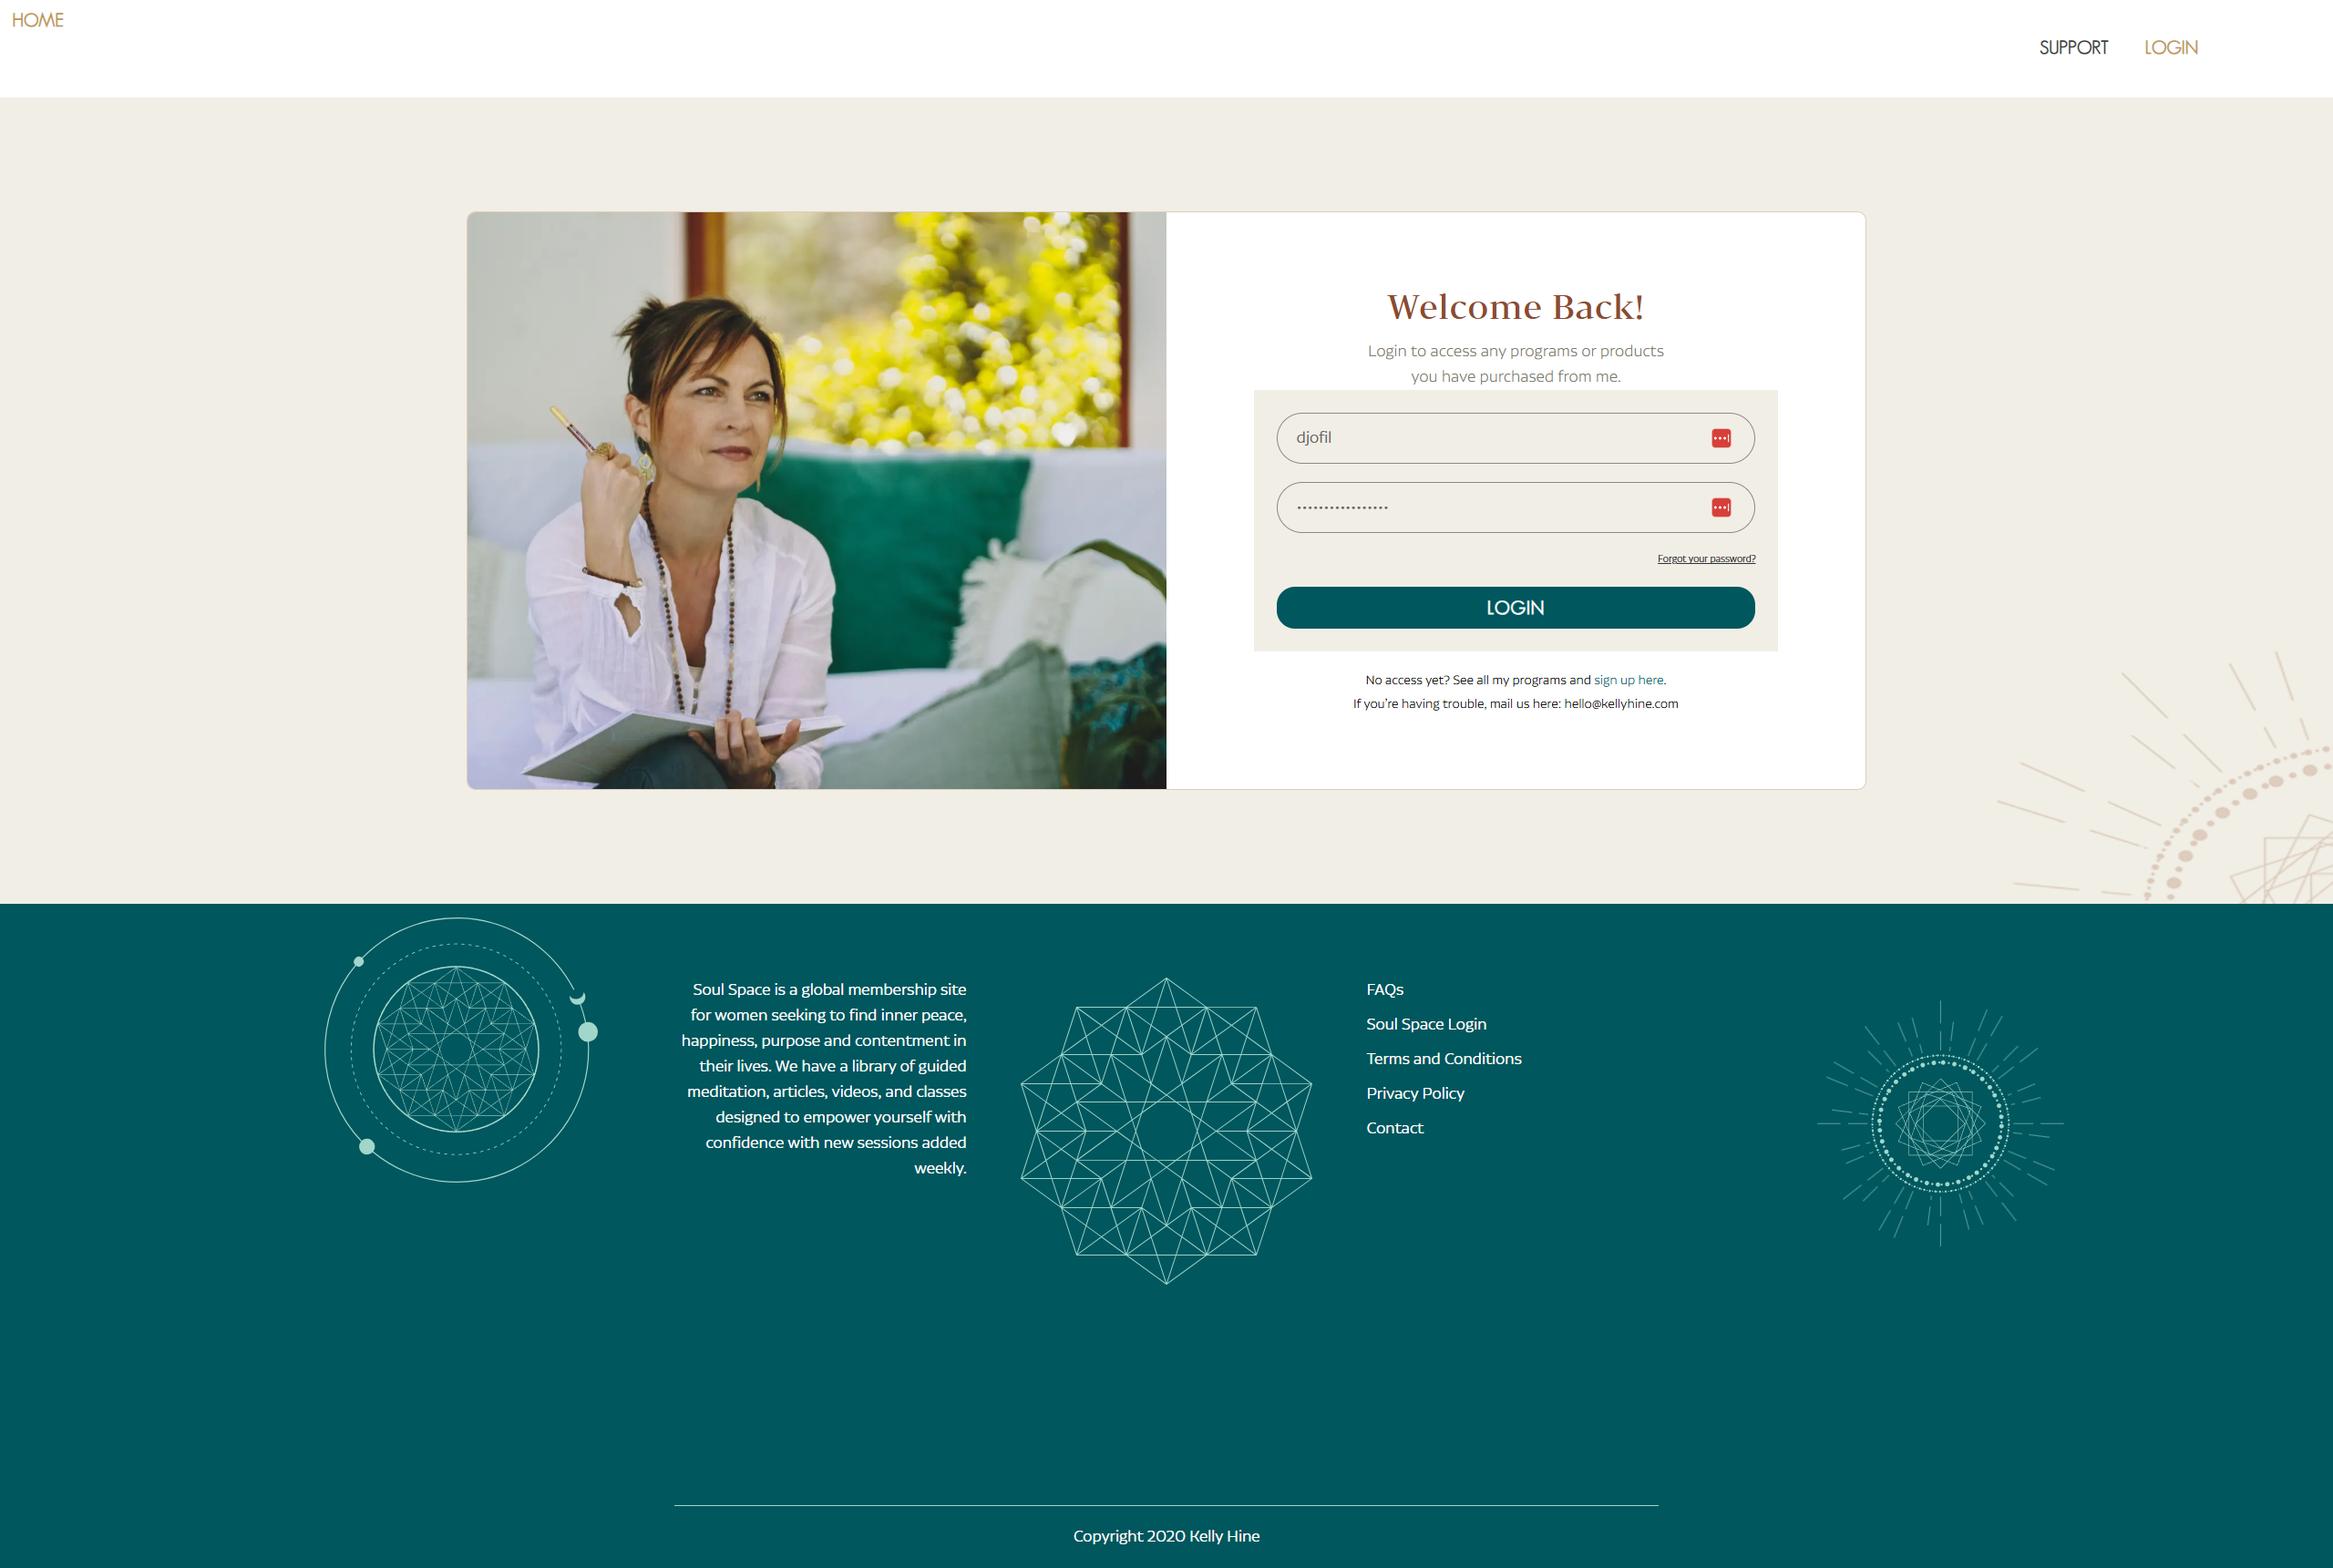 HOME
SUPPORT
LOGIN
Welcome Back!
Login to access any programs or products
you have purchased from me.
djofil
•••••••••••••••••
Forgot your password?
LOGIN
No access yet? See all my programs and sign up here.
If you're having trouble, mail us here: hello@kellyhine.com
Soul Space is a global membership site
for women seeking to find inner peace,
happiness, purpose and contentment in
their lives. We have a library of guided
meditation, articles, videos, and classes
designed to empower yourself with
confidence with new sessions added
weekly.
FAQs
Soul Space Login
Terms and Conditions
Privacy Policy
Contact
Copyright 2020 Kelly Hine